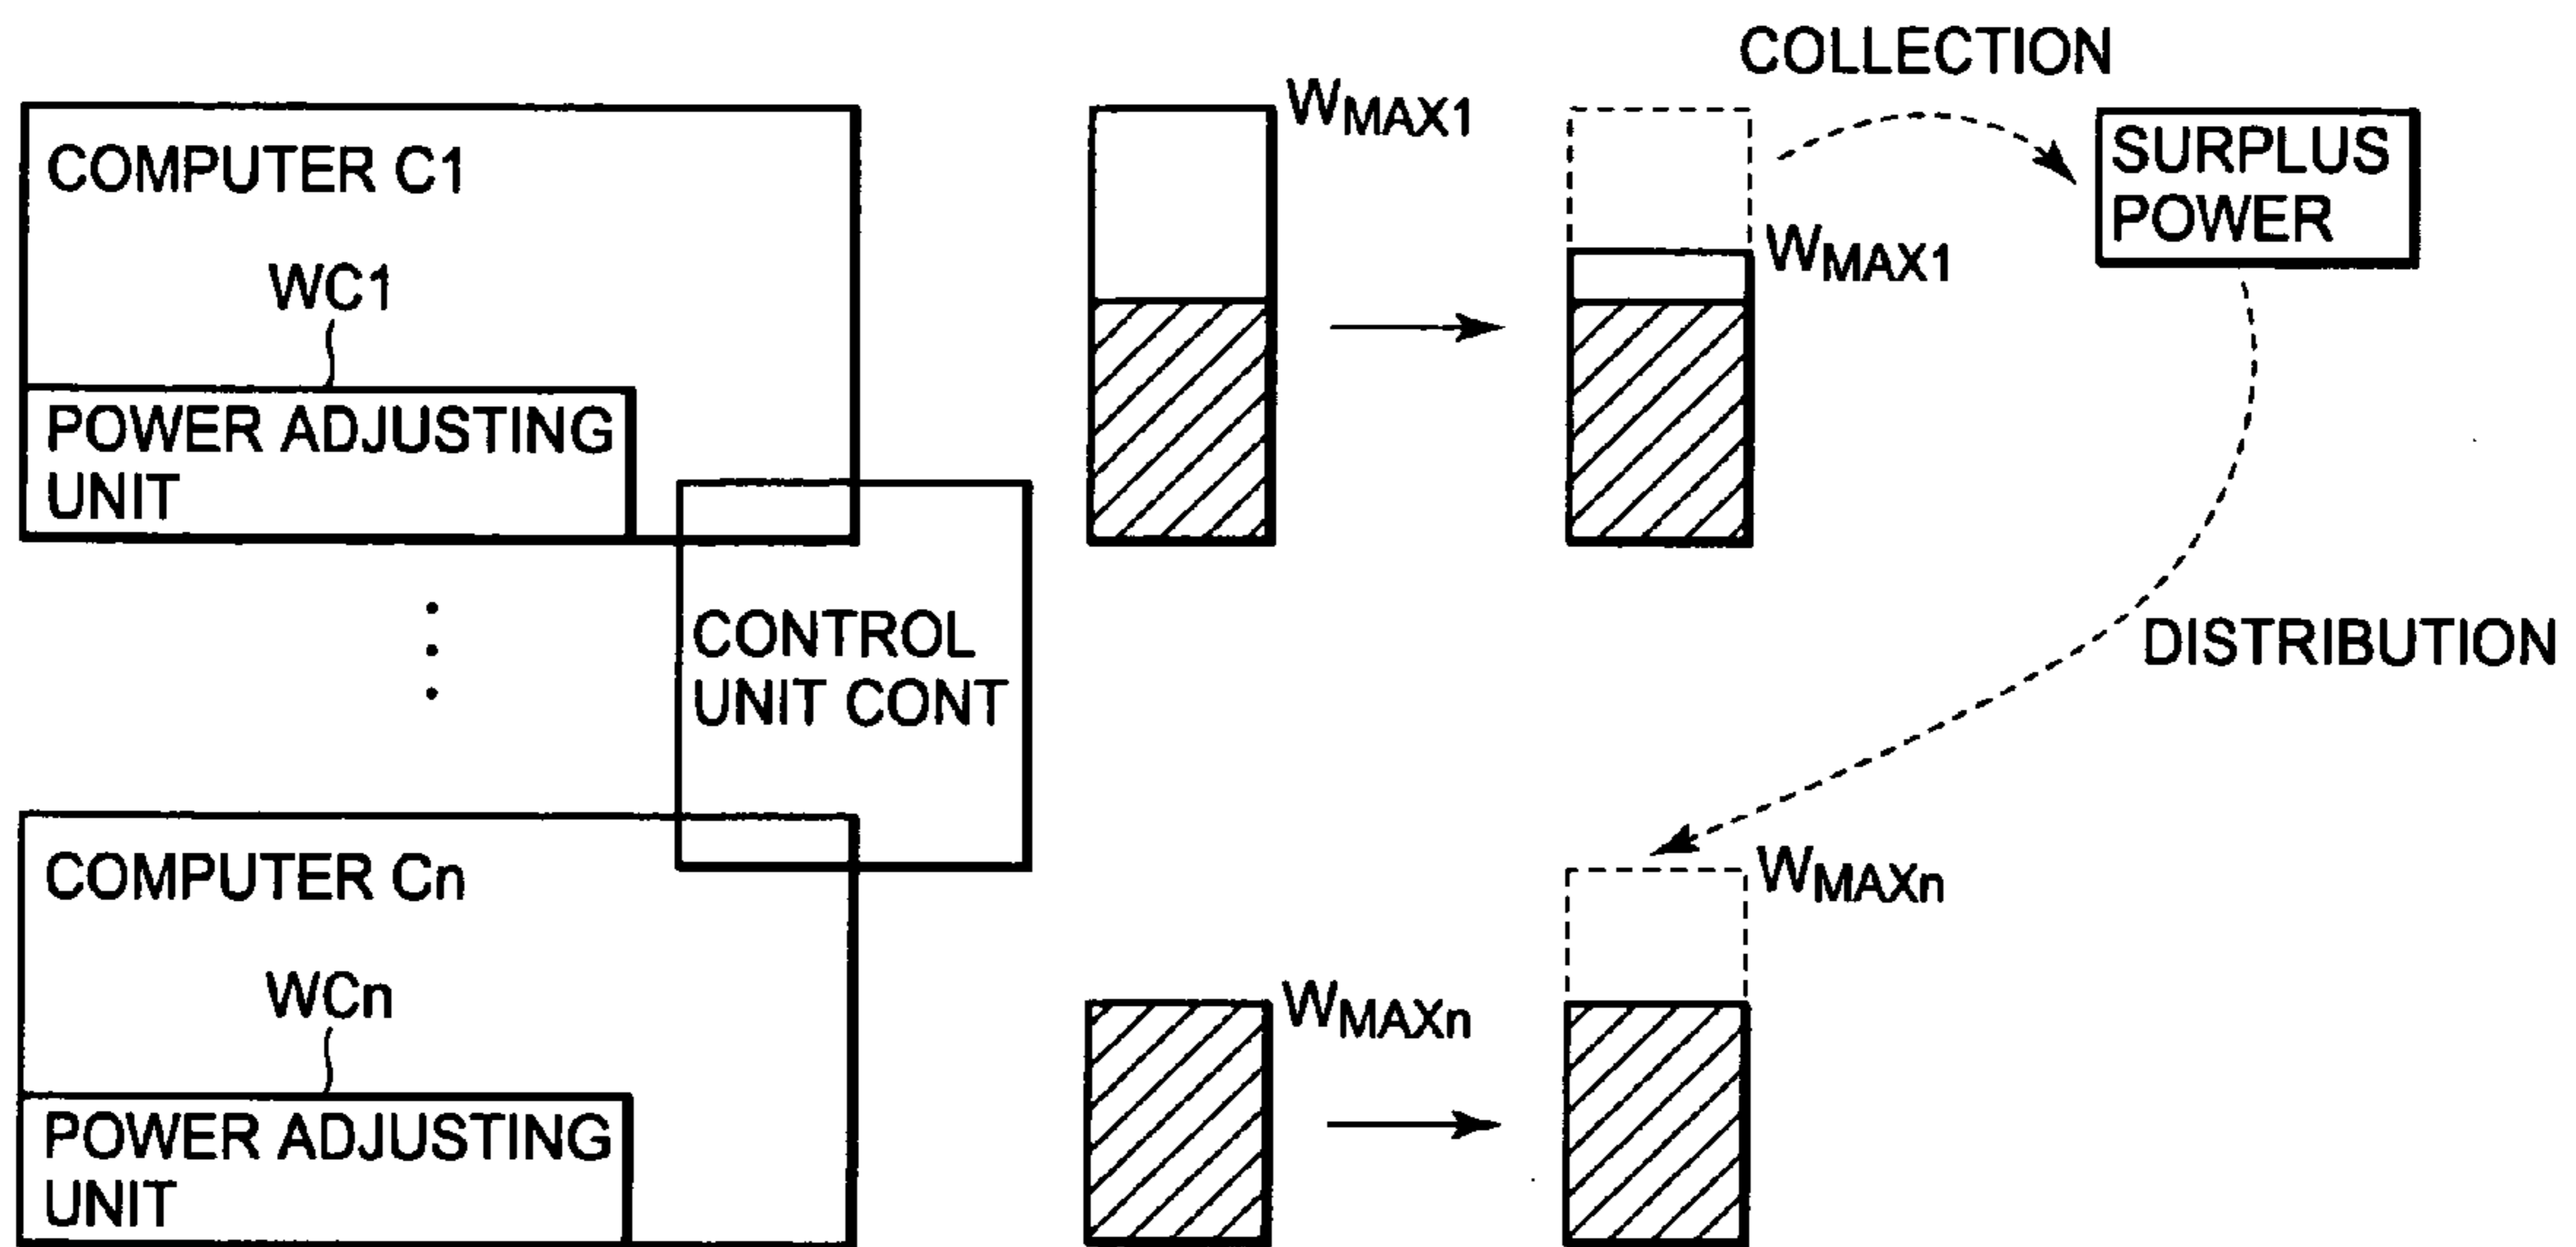 COMPUTER C1
WC1
POWER ADJUSTING
UNIT
CONTROL
UNIT CONT
COMPUTER Cn
WCn
POWER ADJUSTING
UNIT
WMAX1
WMAX1
COLLECTION
SURPLUS
POWER
DISTRIBUTION
WMAXn
WMAXn